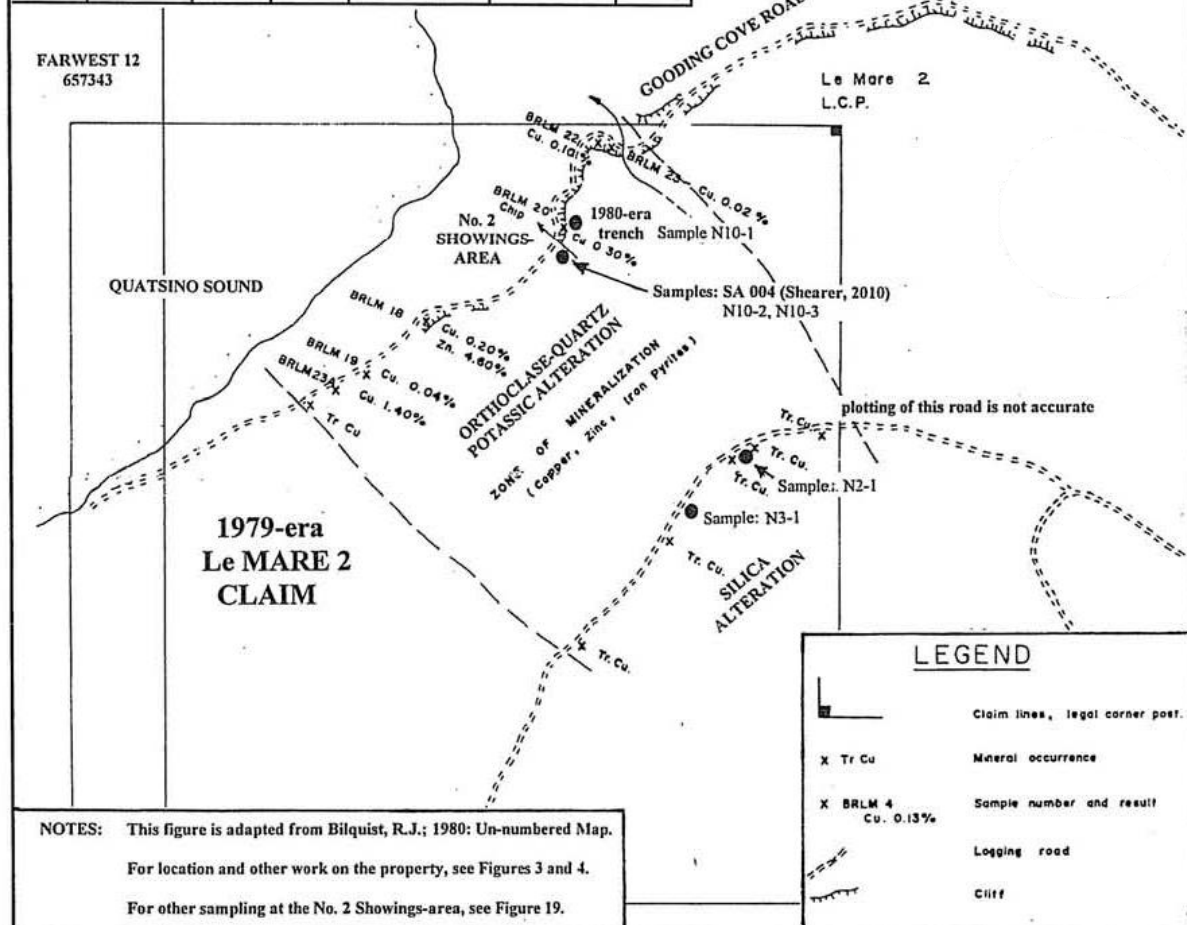 GOODING COVE ROAD
FARWEST 12
657343
Le Mare 2
L.C.P.
BRLM 22
Cu. 0.101%
BRLM 23
Cu. 0.02 %
BRLM 20
Chip
Cu 0.30%
1980-era
trench
Sample N10-1
No. 2
SHOWINGS-
AREA
QUATSINO SOUND
Samples: SA 004 (Shearer, 2010)
N10-2, N10-3
BRLM 18
Cu. 0.20%
Zn. 4.60%
BRLM 19
Cu. 0.04%
BRLM23A
Cu. 1.40%
Tr Cu
ORTHOCLASE-QUARTZ
POTASSIC ALTERATION
ZONE OF MINERALIZATION
( Copper, Zinc, Iron Pyrites )
plotting of this road is not accurate
Tr. Cu.
Tr. Cu.
Tr. Cu.
Sample: N2-1
Sample: N3-1
Tr. Cu.
SILICA
ALTERATION
1979-era
Le MARE 2
CLAIM
Tr. Cu.
LEGEND
Claim lines, legal corner post.
x Tr Cu Mineral occurrence
x BRLM 4 Sample number and result
Cu. 0.13%
Logging road
Cliff
NOTES: This figure is adapted from Bilquist, R.J.; 1980: Un-numbered Map.
For location and other work on the property, see Figures 3 and 4.
For other sampling at the No. 2 Showings-area, see Figure 19.